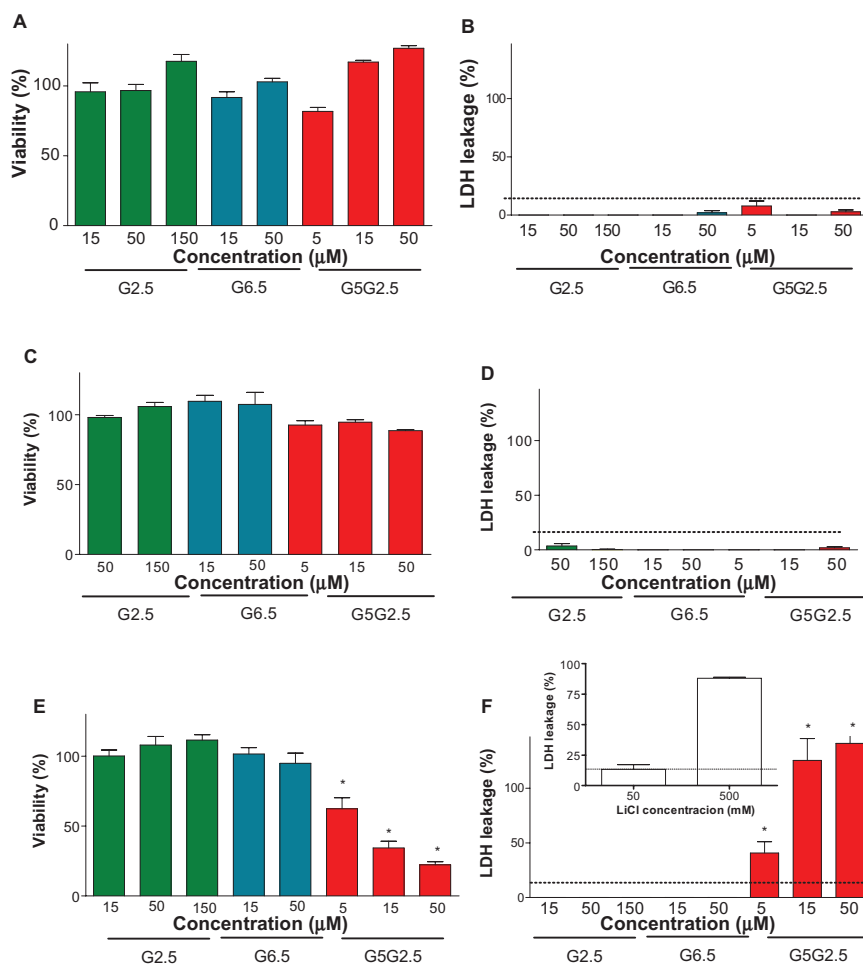 A
Viability (%)
100
50
0
15 50 150 15 50 5 15 50
Concentration (μM)
G2.5 G6.5 G5G2.5
B
LDH leakage (%)
100
50
0
15 50 150 15 50 5 15 50
Concentration (μM)
G2.5 G6.5 G5G2.5
C
Viability (%)
100
50
0
50 150 15 50 5 15 50
Concentration (μM)
G2.5 G6.5 G5G2.5
D
LDH leakage (%)
100
50
0
50 150 15 50 5 15 50
Concentration (μM)
G2.5 G6.5 G5G2.5
E
Viability (%)
100
50
0
* * *
15 50 150 15 50 5 15 50
Concentration (μM)
G2.5 G6.5 G5G2.5
F
LDH leakage (%)
100
75
50
25
0
50 500
LiCl concentracion (mM)
LDH leakage (%)
100
50
0
* * *
15 50 150 15 50 5 15 50
Concentration (μM)
G2.5 G6.5 G5G2.5